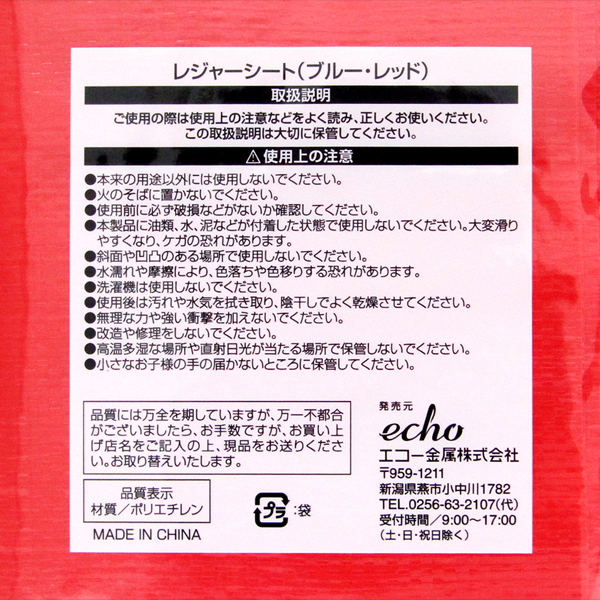 レジャーシート(ブルー・レッド)
取扱説明
ご使用の際は使用上の注意などをよく読み、正しくお使いください。
この取扱説明は大切に保管してください。
⚠使用上の注意
●本来の用途以外には使用しないでください。
●火のそばに置かないでください。
●使用前に必ず破損などがないか確認してください。
●本製品に油類、水、泥などが付着した状態で使用しないでください。大変滑り
やすくなり、ケガの恐れがあります。
●斜面や凹凸のある場所で使用しないでください。
●水濡れや摩擦により、色落ちや色移りする恐れがあります。
●洗濯機は使用しないでください。
●使用後は汚れや水気を拭き取り、陰干しでよく乾燥させてください。
●無理な力や強い衝撃を加えないでください。
●改造や修理をしないでください。
●高温多湿な場所や直射日光が当たる場所で保管しないでください。
●小さなお子様の手の届かないところに保管してください。
品質には万全を期していますが、万一不都合
がございましたら、お手数ですが、お買い上
げ店名をご記入の上、現品をお送りくださ
い。お取り替えいたします。
品質表示
材質/ポリエチレン
MADE IN CHINA
プラ:袋
発売元
echo
エコー金属株式会社
〒959-1211
新潟県燕市小中川1782
TEL.0256-63-2107(代)
受付時間/9:00〜17:00
(土・日・祝日除く)